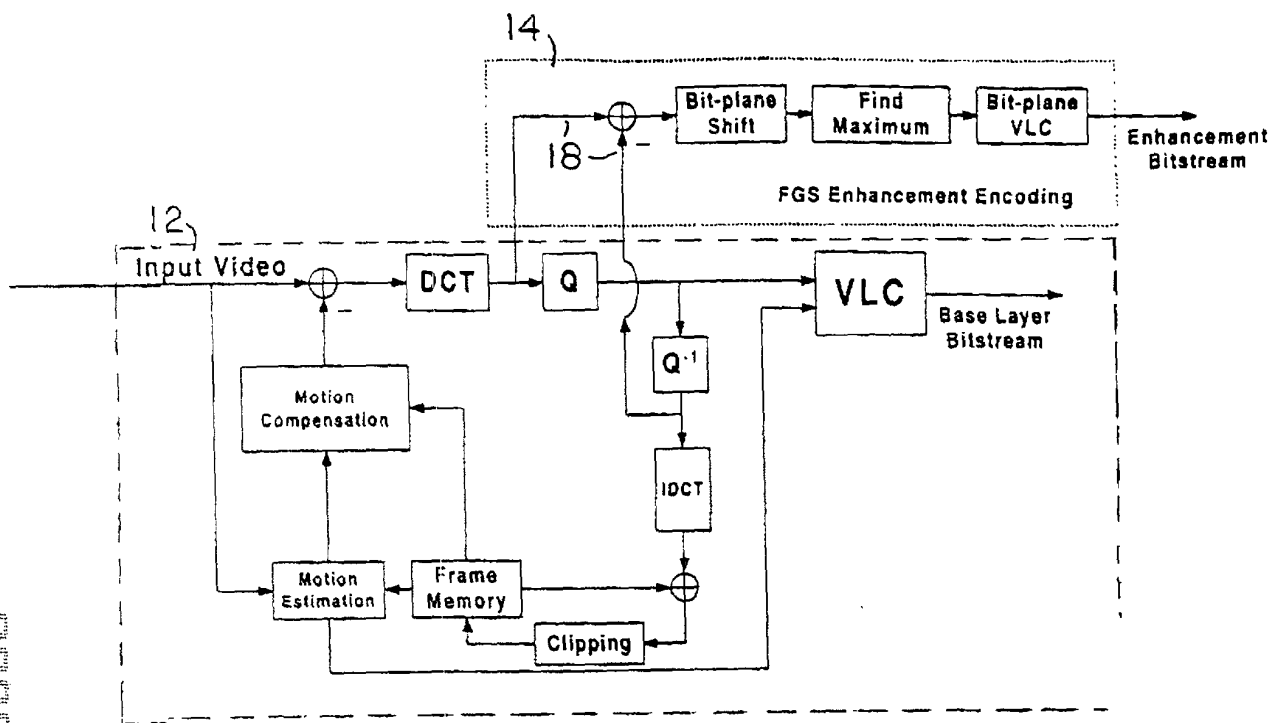 14
Bit-plane
Shift
Find
Maximum
Bit-plane
VLC
18
-
Enhancement
Bitstream
FGS Enhancement Encoding
12
Input Video
-
DCT
Q
VLC
Base Layer
Bitstream
Q-1
Motion
Compensation
IDCT
Motion
Estimation
Frame
Memory
Clipping